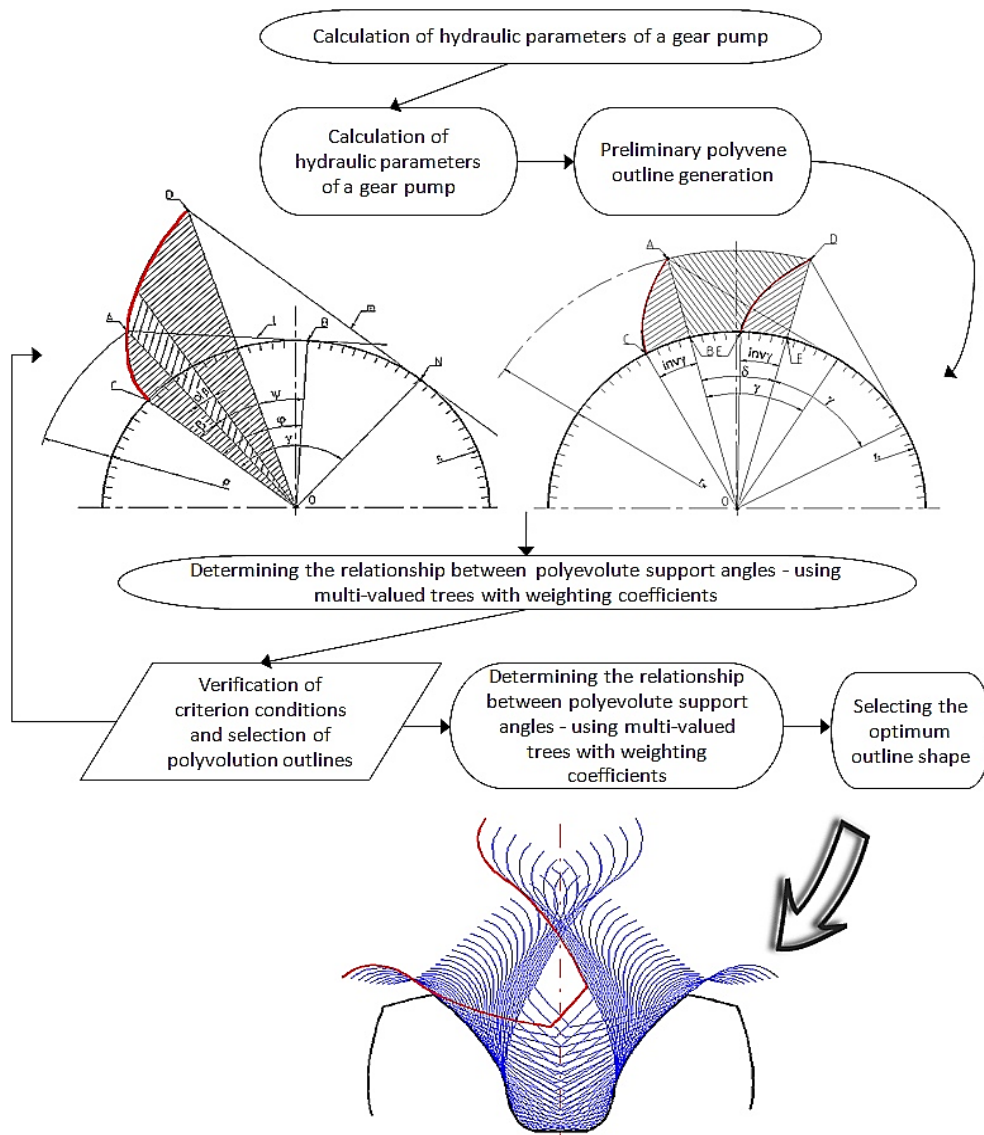 Calculation of hydraulic parameters of a gear pump
Calculation of
hydraulic parameters
of a gear pump
Preliminary polyvene
outline generation
D
A
l
B
m
N
ψ
φ
γ
O
A
D
C
B E
E
invγ
invγ
δ
γ
γ
O
Determining the relationship between polyevolute support angles - using
multi-valued trees with weighting coefficients
Verification of
criterion conditions
and selection of
polyvolution outlines
Determining the relationship
between polyevolute support
angles - using multi-valued
trees with weighting
coefficients
Selecting the
optimum
outline shape